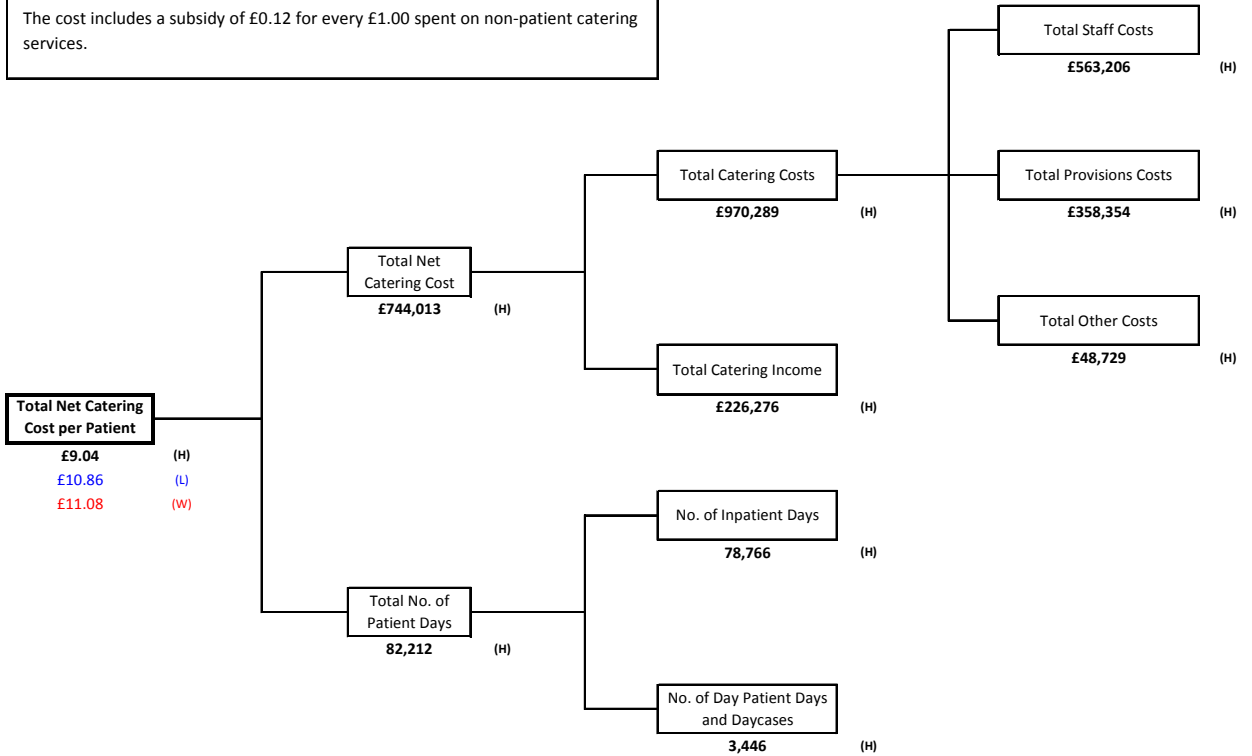 The cost includes a subsidy of £0.12 for every £1.00 spent on non-patient catering
services.
Total Staff Costs
£563,206 (H)
Total Catering Costs
£970,289 (H)
Total Provisions Costs
£358,354 (H)
Total Net
Catering Cost
£744,013 (H)
Total Other Costs
£48,729 (H)
Total Catering Income
£226,276 (H)
Total Net Catering
Cost per Patient
£9.04 (H)
£10.86 (L)
£11.08 (W)
No. of Inpatient Days
78,766 (H)
Total No. of
Patient Days
82,212 (H)
No. of Day Patient Days
and Daycases
3,446 (H)